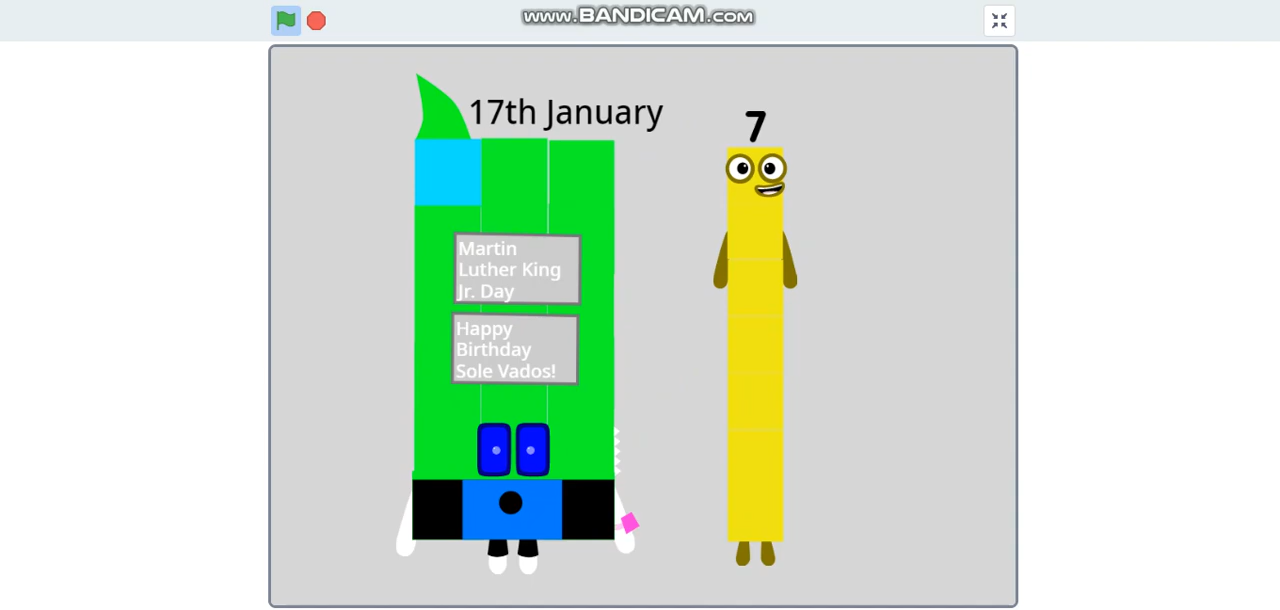 www.BANDICAM.com
17th January
7
Martin
Luther King
Jr. Day
Happy
Birthday
Sole Vados!